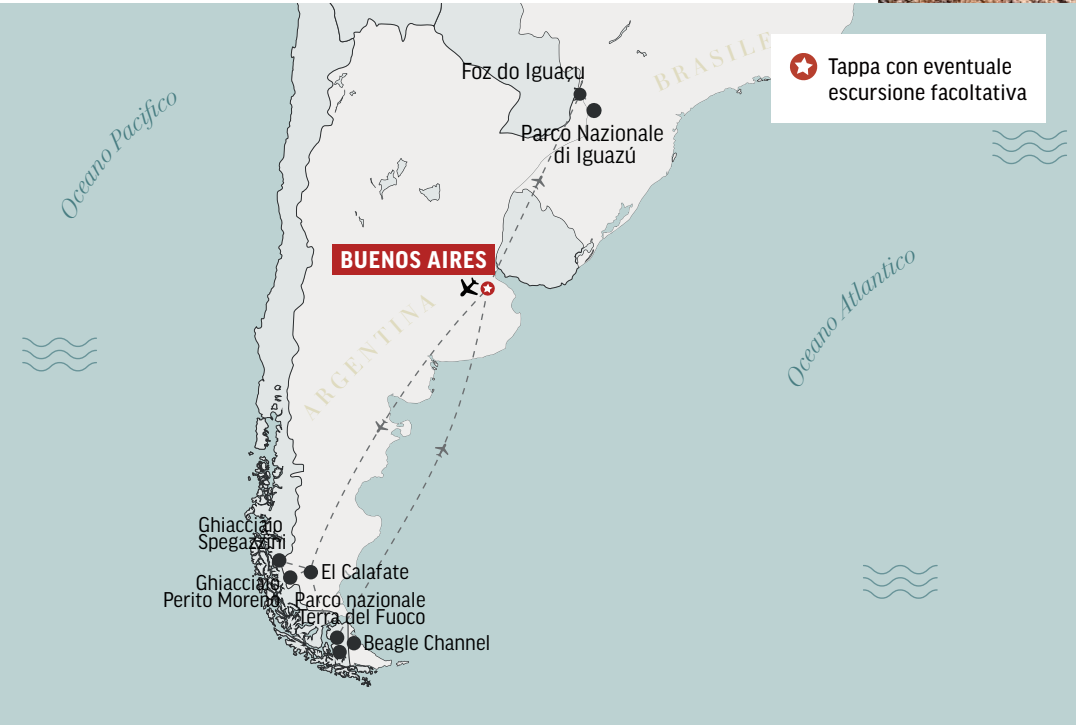 BRASILE
Foz do Iguaçu
Tappa con eventuale
escursione facoltativa
Parco Nazionale
di Iguazú
Oceano Pacifico
BUENOS AIRES
ARGENTINA
Oceano Atlantico
Ghiacciaio
Spegazzini
El Calafate
Ghiacciaio
Perito Moreno
Parco nazionale
Terra del Fuoco
Beagle Channel